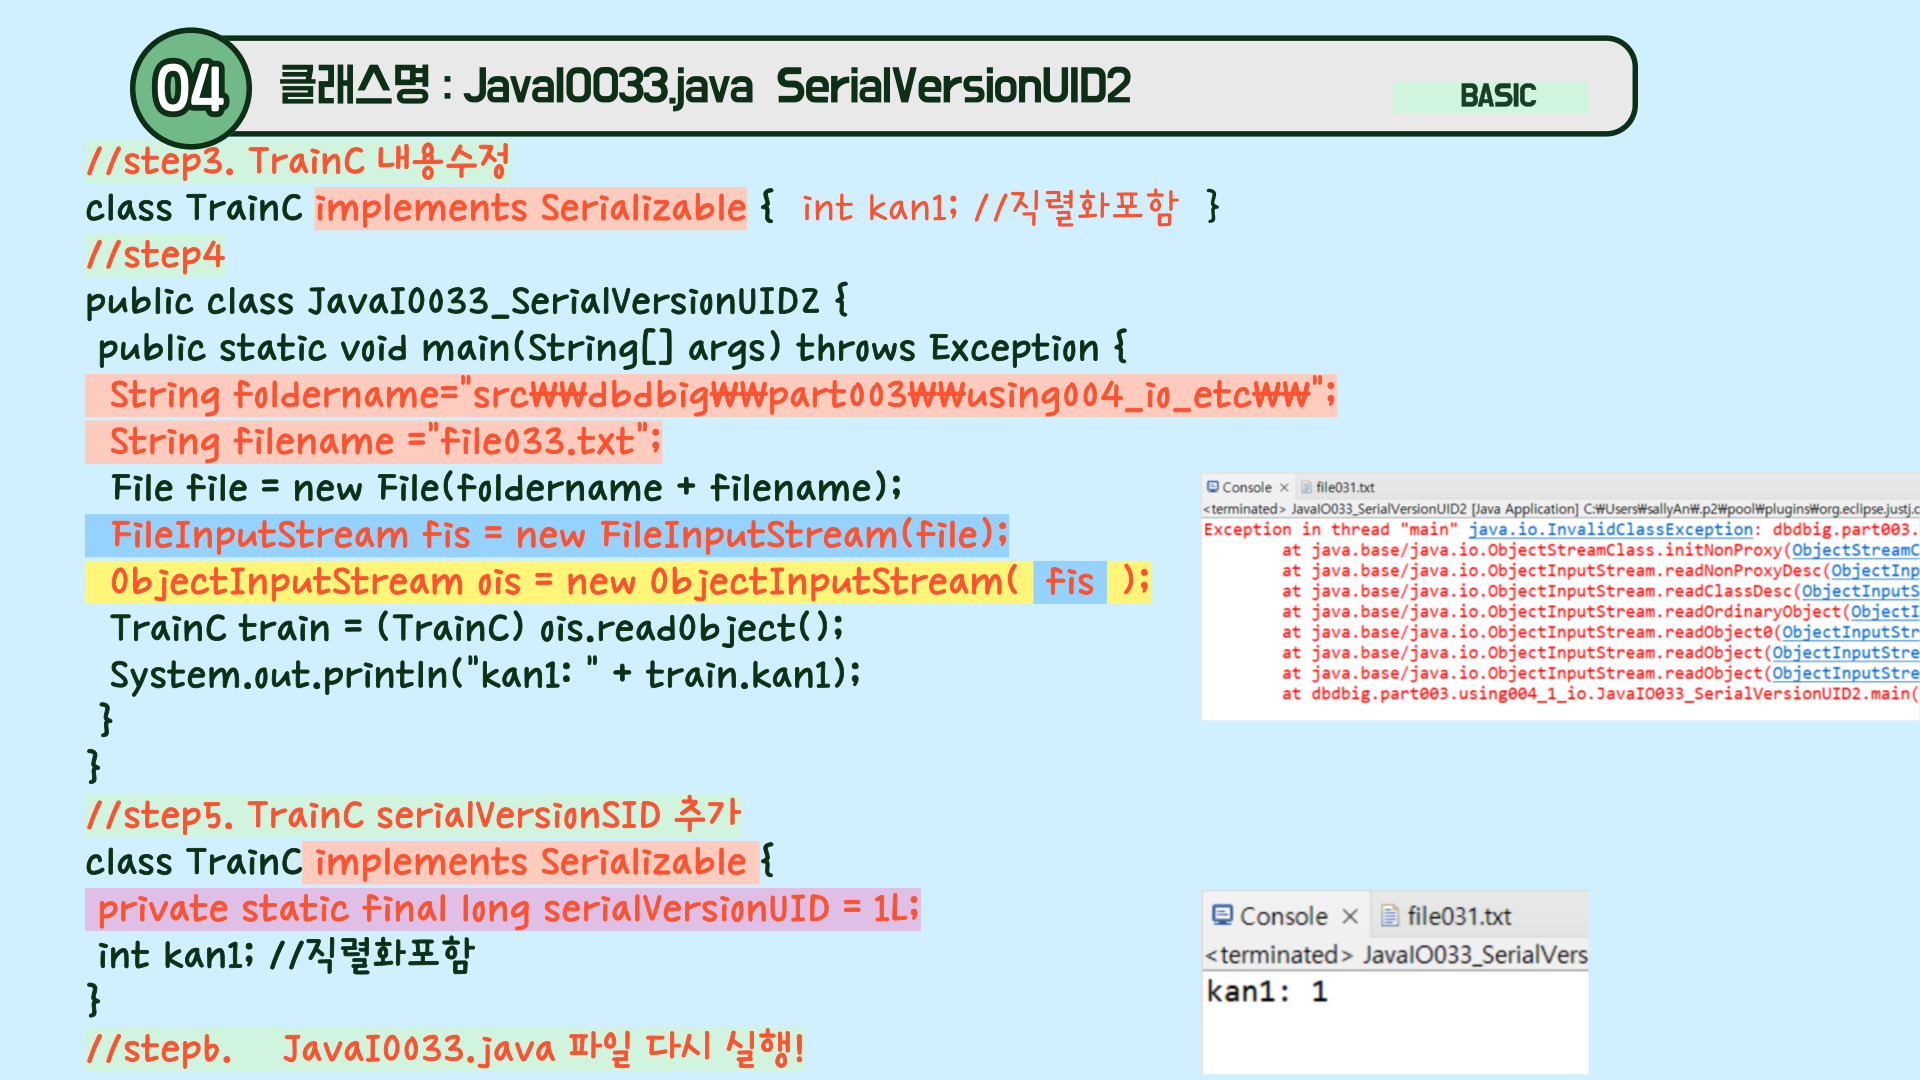 04
클래스명 : JavaIO033.java SerialVersionUID2
BASIC
//step3. TrainC 내용수정
class TrainC implements Serializable { int kan1; //직렬화포함 }
//step4
public class JavaIO033_SerialVersionUID2 {
public static void main(String[] args) throws Exception {
String foldername="src₩₩dbdbig₩₩part003₩₩using004_io_etc₩₩";
String filename ="file033.txt";
File file = new File(foldername + filename);
FileInputStream fis = new FileInputStream(file);
ObjectInputStream ois = new ObjectInputStream( fis );
TrainC train = (TrainC) ois.readObject();
System.out.println("kan1: " + train.kan1);
}
}
//step5. TrainC serialVersionSID 추가
class TrainC implements Serializable {
private static final long serialVersionUID = 1L;
int kan1; //직렬화포함
}
//step6. JavaIO033.java 파일 다시 실행!
Console × file031.txt
<terminated> JavaIO033_SerialVersionUID2 [Java Application] C:₩Users₩sallyAn₩.p2₩pool₩plugins₩org.eclipse.justj.c
Exception in thread "main" java.io.InvalidClassException: dbdbig.part003.
at java.base/java.io.ObjectStreamClass.initNonProxy(ObjectStreamC
at java.base/java.io.ObjectInputStream.readNonProxyDesc(ObjectInp
at java.base/java.io.ObjectInputStream.readClassDesc(ObjectInputS
at java.base/java.io.ObjectInputStream.readOrdinaryObject(ObjectI
at java.base/java.io.ObjectInputStream.readObject0(ObjectInputStr
at java.base/java.io.ObjectInputStream.readObject(ObjectInputStre
at java.base/java.io.ObjectInputStream.readObject(ObjectInputStre
at dbdbig.part003.using004_1_io.JavaIO033_SerialVersionUID2.main(
Console × file031.txt
<terminated> JavaIO033_SerialVers
kan1: 1